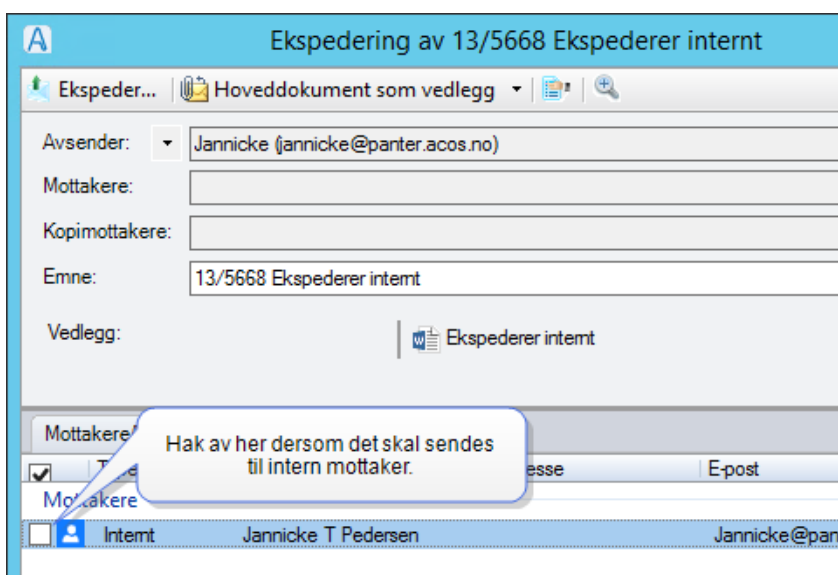 Ekspedering av 13/5668 Ekspederer internt
Ekspeder... Hoveddokument som vedlegg
Avsender: Jannicke (jannicke@panter.acos.no)
Mottakere:
Kopimottakere:
Emne: 13/5668 Ekspederer internt
Vedlegg: Ekspederer internt
Mottakere
Hak av her dersom det skal sendes
til intern mottaker.
esse E-post
Mottakere
Internt Jannicke T Pedersen Jannicke@pan